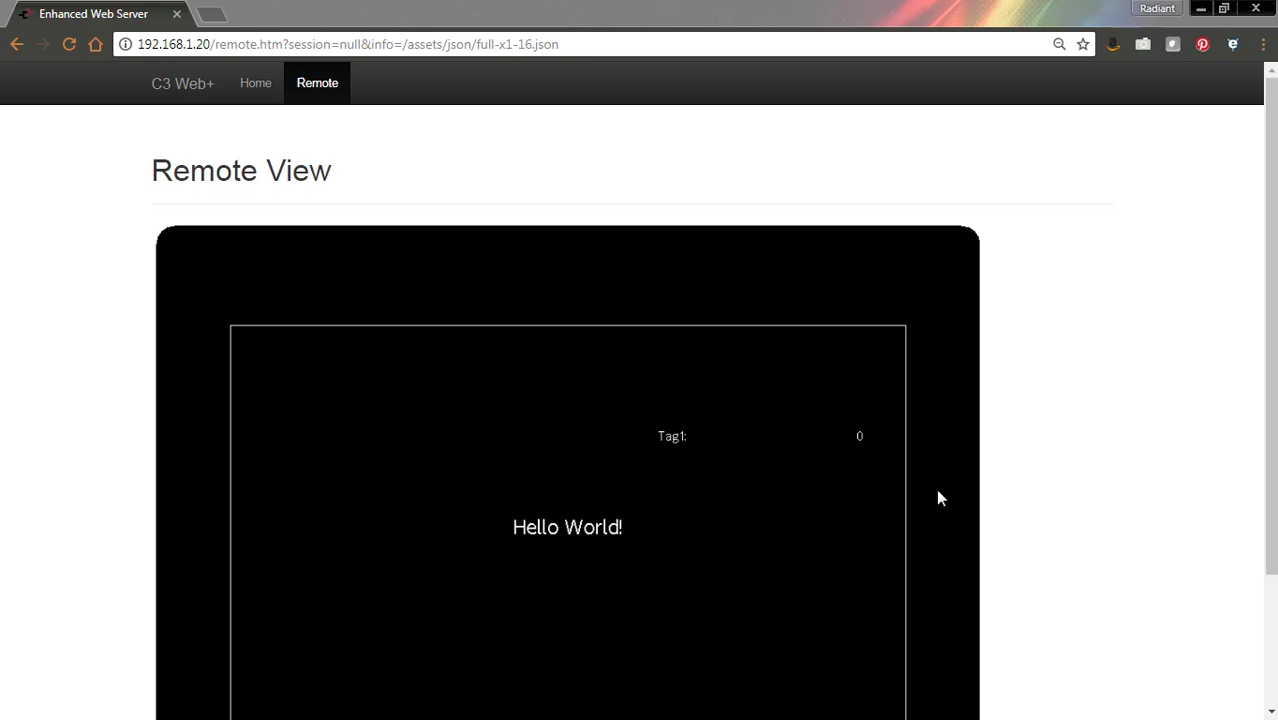 Enhanced Web Server
Radiant
192.168.1.20/remote.htm?session=null&info=/assets/json/full-x1-16.json
C3 Web+ Home Remote
Remote View
Tag1: 0
Hello World!